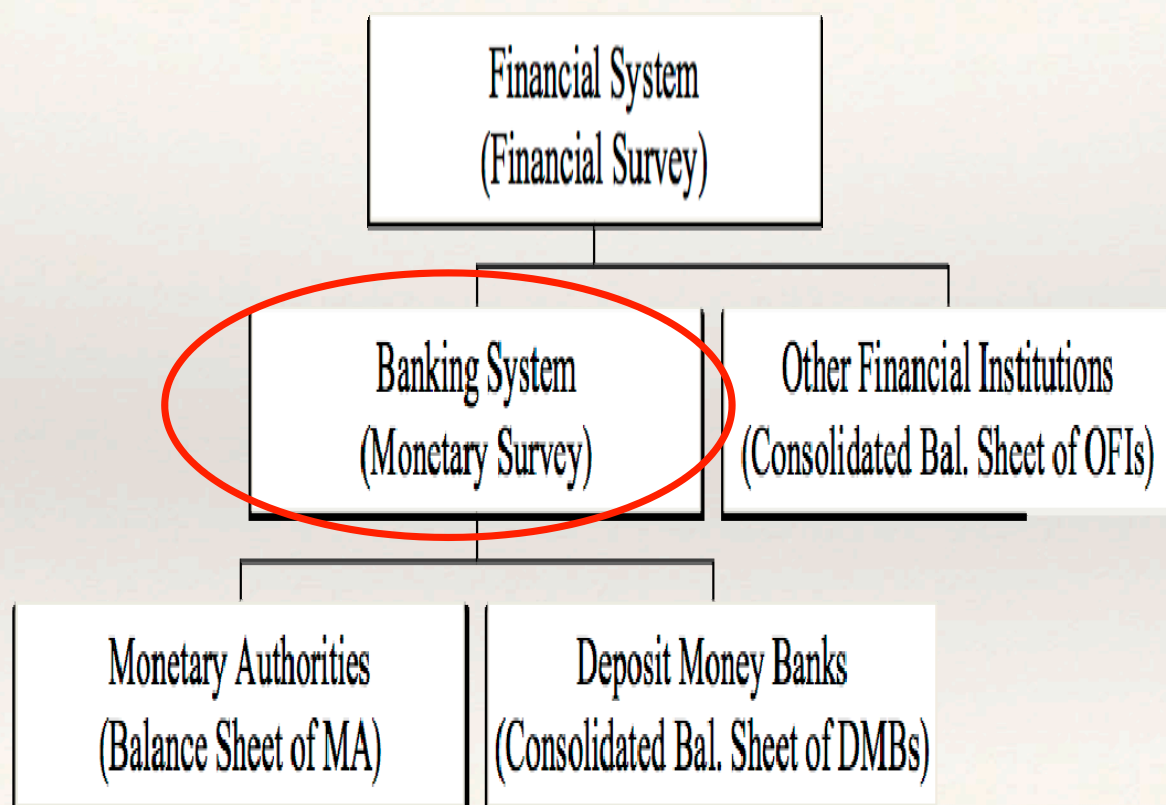 Financial System
(Financial Survey)
Banking System
(Monetary Survey)
Other Financial Institutions
(Consolidated Bal. Sheet of OFIs)
Monetary Authorities
(Balance Sheet of MA)
Deposit Money Banks
(Consolidated Bal. Sheet of DMBs)